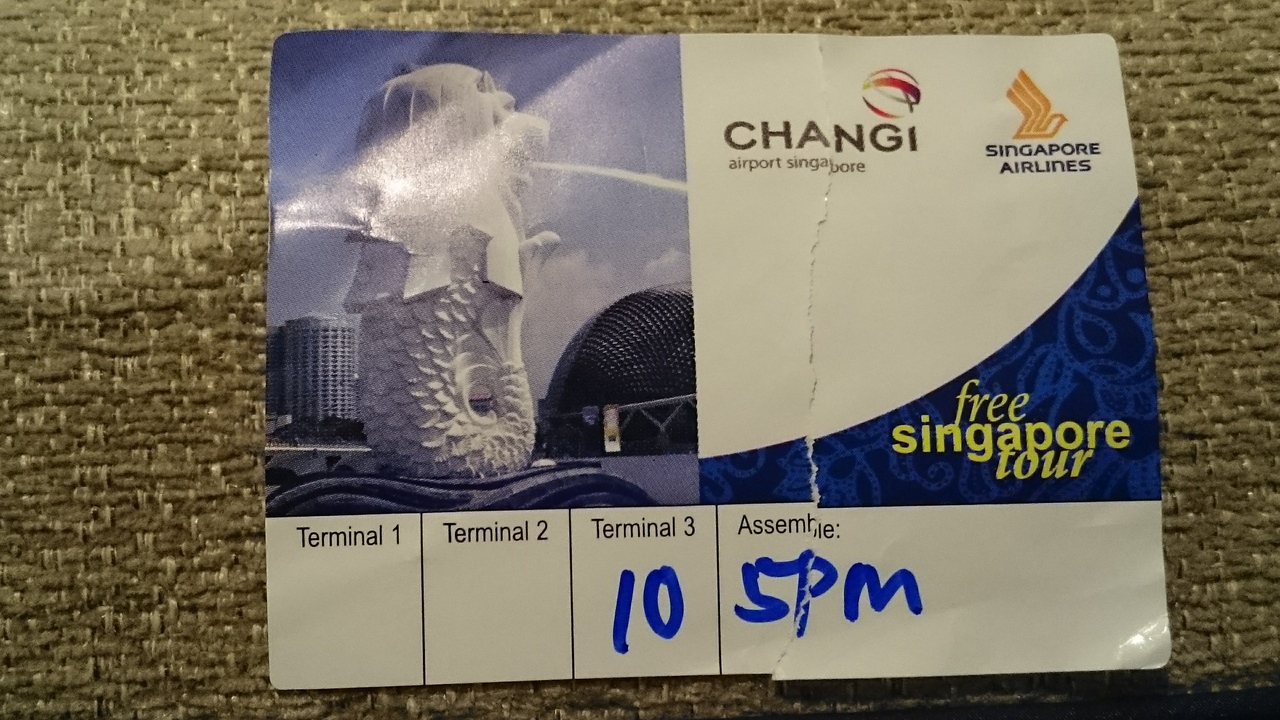 CHANGI
airport singapore
SINGAPORE
AIRLINES
free
singapore
tour
Terminal 1
Terminal 2
Terminal 3
Assemble:
10
5PM